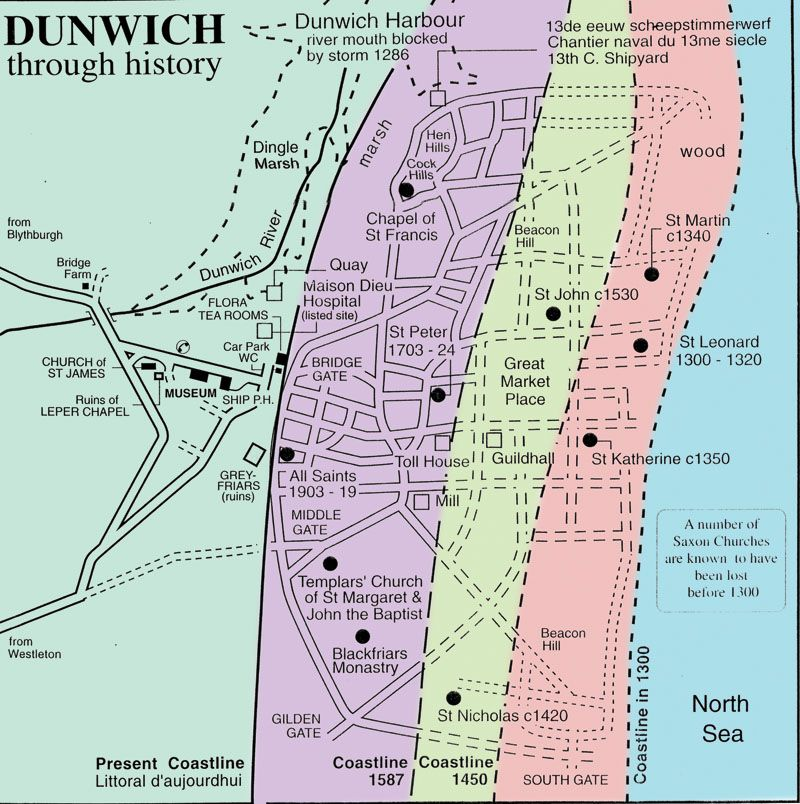 DUNWICH
through history
Dunwich Harbour
river mouth blocked
by storm 1286
13de eeuw scheepstimmerwerf
Chantier naval du 13me siecle
13th C. Shipyard
marsh
Hen
Hills
Cock
Hills
Dingle
Marsh
wood
Chapel of
St Francis
St Martin
c1340
from
Blythburgh
Beacon
Hill
Dunwich River
Bridge
Farm
Quay
Maison Dieu
Hospital
(listed site)
FLORA
TEA ROOMS
St John c1530
St Peter
1703 - 24
St Leonard
1300 - 1320
Car Park
WC
CHURCH of
ST JAMES
BRIDGE
GATE
Great
Market
Place
MUSEUM
SHIP P.H.
Ruins of
LEPER CHAPEL
Toll House
Guildhall
St Katherine c1350
GREY-
FRIARS
(ruins)
All Saints
1903 - 19
Mill
MIDDLE
GATE
A number of
Saxon Churches
are known to have
been lost
before 1300
Templars' Church
of St Margaret &
John the Baptist
Blackfriars
Monastry
Beacon
Hill
from
Westleton
St Nicholas c1420
GILDEN
GATE
North
Sea
Coastline in 1300
Present Coastline
Littoral d'aujourdhui
Coastline
1587
Coastline
1450
SOUTH GATE